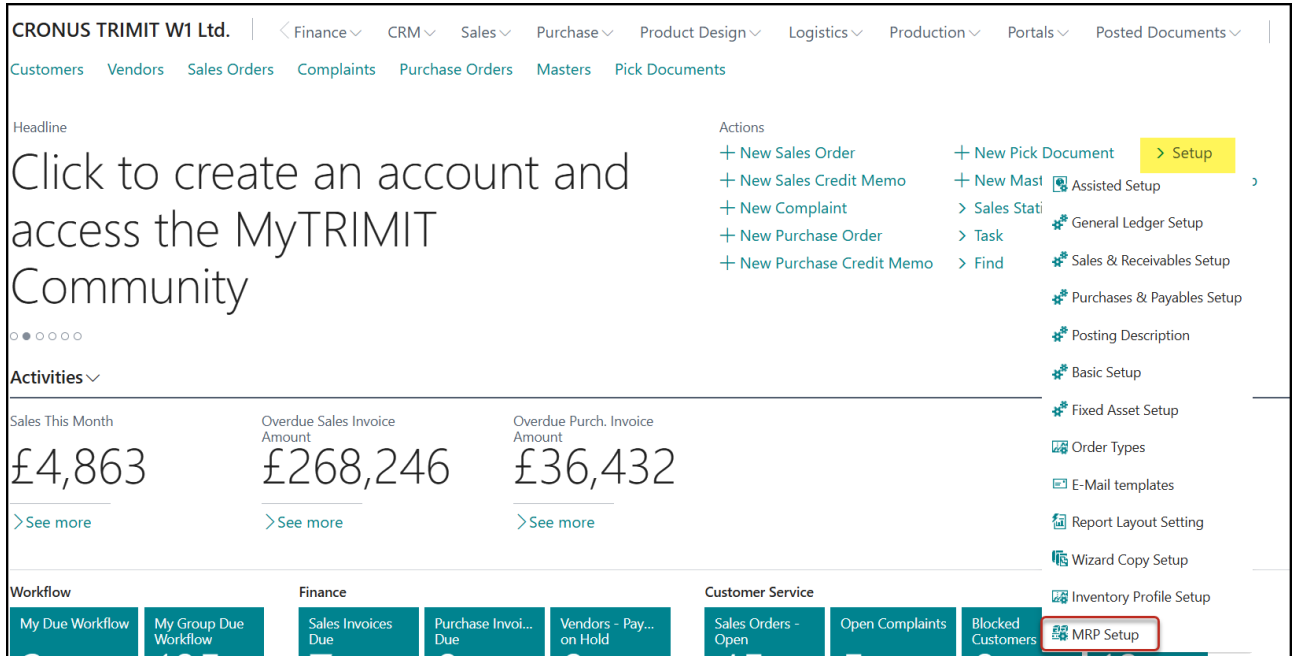 CRONUS TRIMIT W1 Ltd.
Finance CRM Sales Purchase Product Design Logistics Production Portals Posted Documents
Customers Vendors Sales Orders Complaints Purchase Orders Masters Pick Documents
Headline
Click to create an account and
access the MyTRIMIT
Community
Actions
+ New Sales Order
+ New Sales Credit Memo
+ New Complaint
+ New Purchase Order
+ New Purchase Credit Memo
+ New Pick Document
+ New Mast
> Sales Stati
> Task
> Find
> Setup
Assisted Setup
General Ledger Setup
Sales & Receivables Setup
Purchases & Payables Setup
Posting Description
Basic Setup
Fixed Asset Setup
Order Types
E-Mail templates
Report Layout Setting
Wizard Copy Setup
Inventory Profile Setup
MRP Setup
Activities
Sales This Month
£4,863
>See more
Overdue Sales Invoice
Amount
£268,246
>See more
Overdue Purch. Invoice
Amount
£36,432
>See more
Workflow
My Due Workflow
My Group Due
Workflow
Finance
Sales Invoices
Due
Purchase Invoi...
Due
Vendors - Pay...
on Hold
Customer Service
Sales Orders -
Open
Open Complaints
Blocked
Customers